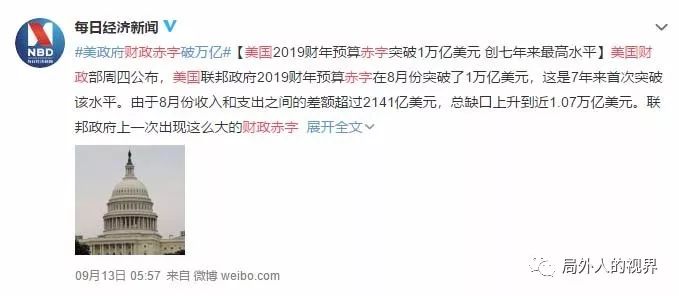 每日经济新闻
#美政府财政赤字破万亿#【美国2019财年预算赤字突破1万亿美元 创七年来最高水平】美国财
政部周四公布，美国联邦政府2019财年预算赤字在8月份突破了1万亿美元，这是7年来首次突破
该水平。由于8月份收入和支出之间的差额超过2141亿美元，总缺口上升到近1.07万亿美元。联
邦政府上一次出现这么大的财政赤字 展开全文
NBD
每日经济新闻
09月13日 05:57 来自 微博 weibo.com
局外人的视界